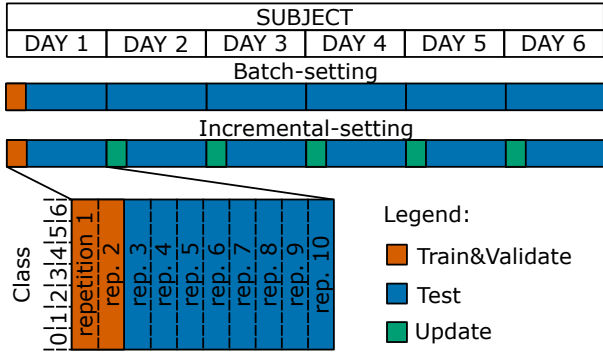 SUBJECT
DAY 1 DAY 2 DAY 3 DAY 4 DAY 5 DAY 6
Batch-setting
Incremental-setting
Class
|0|1|2|3|4|5|6|
repetition 1
rep. 2
rep. 3
rep. 4
rep. 5
rep. 6
rep. 7
rep. 8
rep. 9
rep. 10
Legend:
Train&Validate
Test
Update